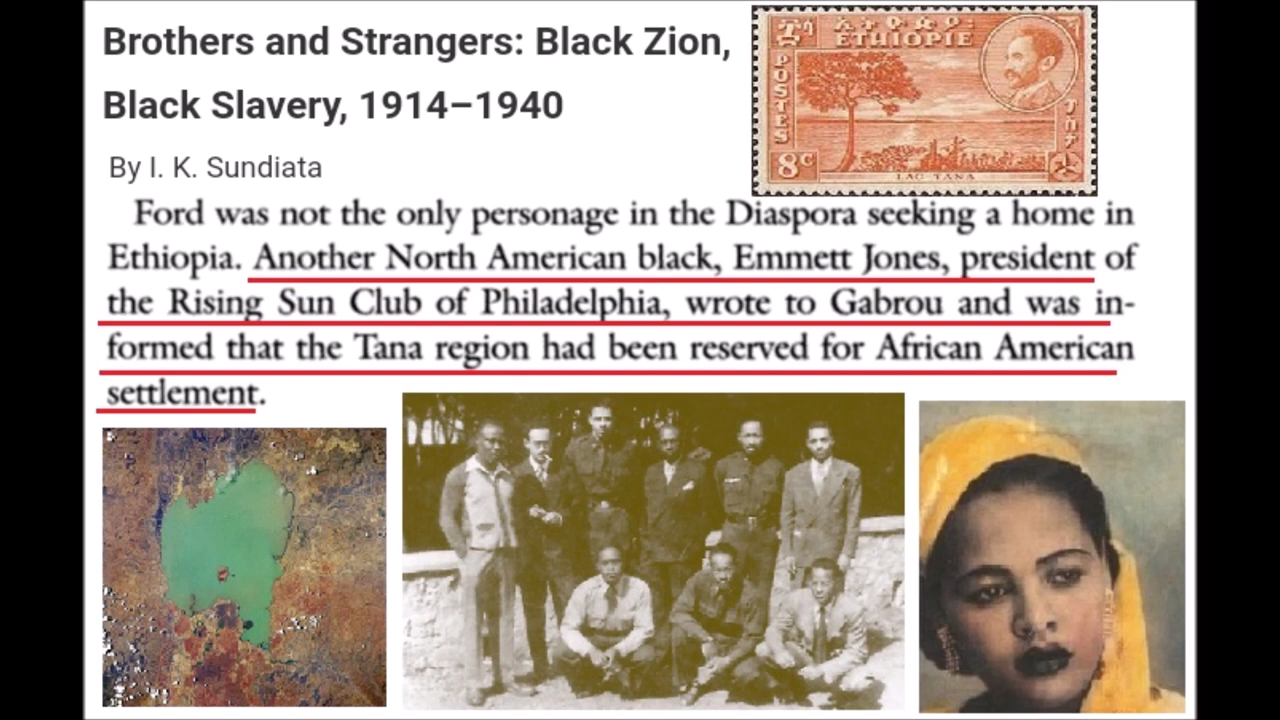 Brothers and Strangers: Black Zion,
Black Slavery, 1914–1940
By I. K. Sundiata
ETHIOPIE
POSTES
8c
LAC TANA
Ford was not the only personage in the Diaspora seeking a home in
Ethiopia. Another North American black, Emmett Jones, president of
the Rising Sun Club of Philadelphia, wrote to Gabrou and was in-
formed that the Tana region had been reserved for African American
settlement.